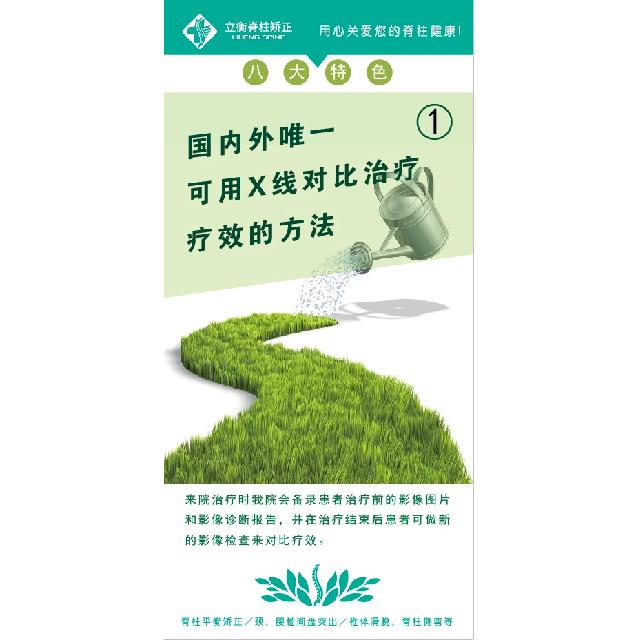 立衡脊柱矫正
LIHENG SPINE
用心关爱您的脊柱健康!
八大特色
①
国内外唯一
可用X线对比治疗
疗效的方法
来院治疗时我院会备录患者治疗前的影像图片
和影像诊断报告，并在治疗结束后患者可做新
的影像检查来对比疗效。
脊柱平衡矫正／颈、腰椎间盘突出／椎体滑脱、脊柱侧弯等